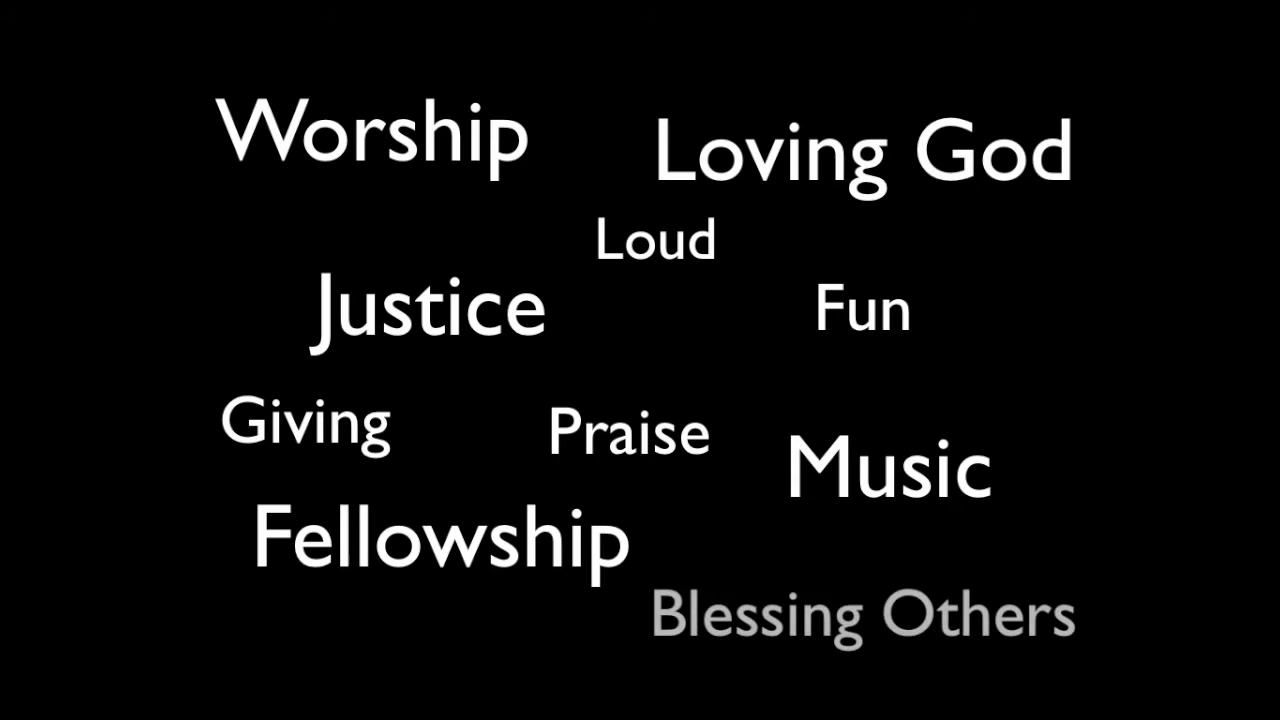 Worship
Loving God
Loud
Justice
Fun
Giving
Praise
Music
Fellowship
Blessing Others